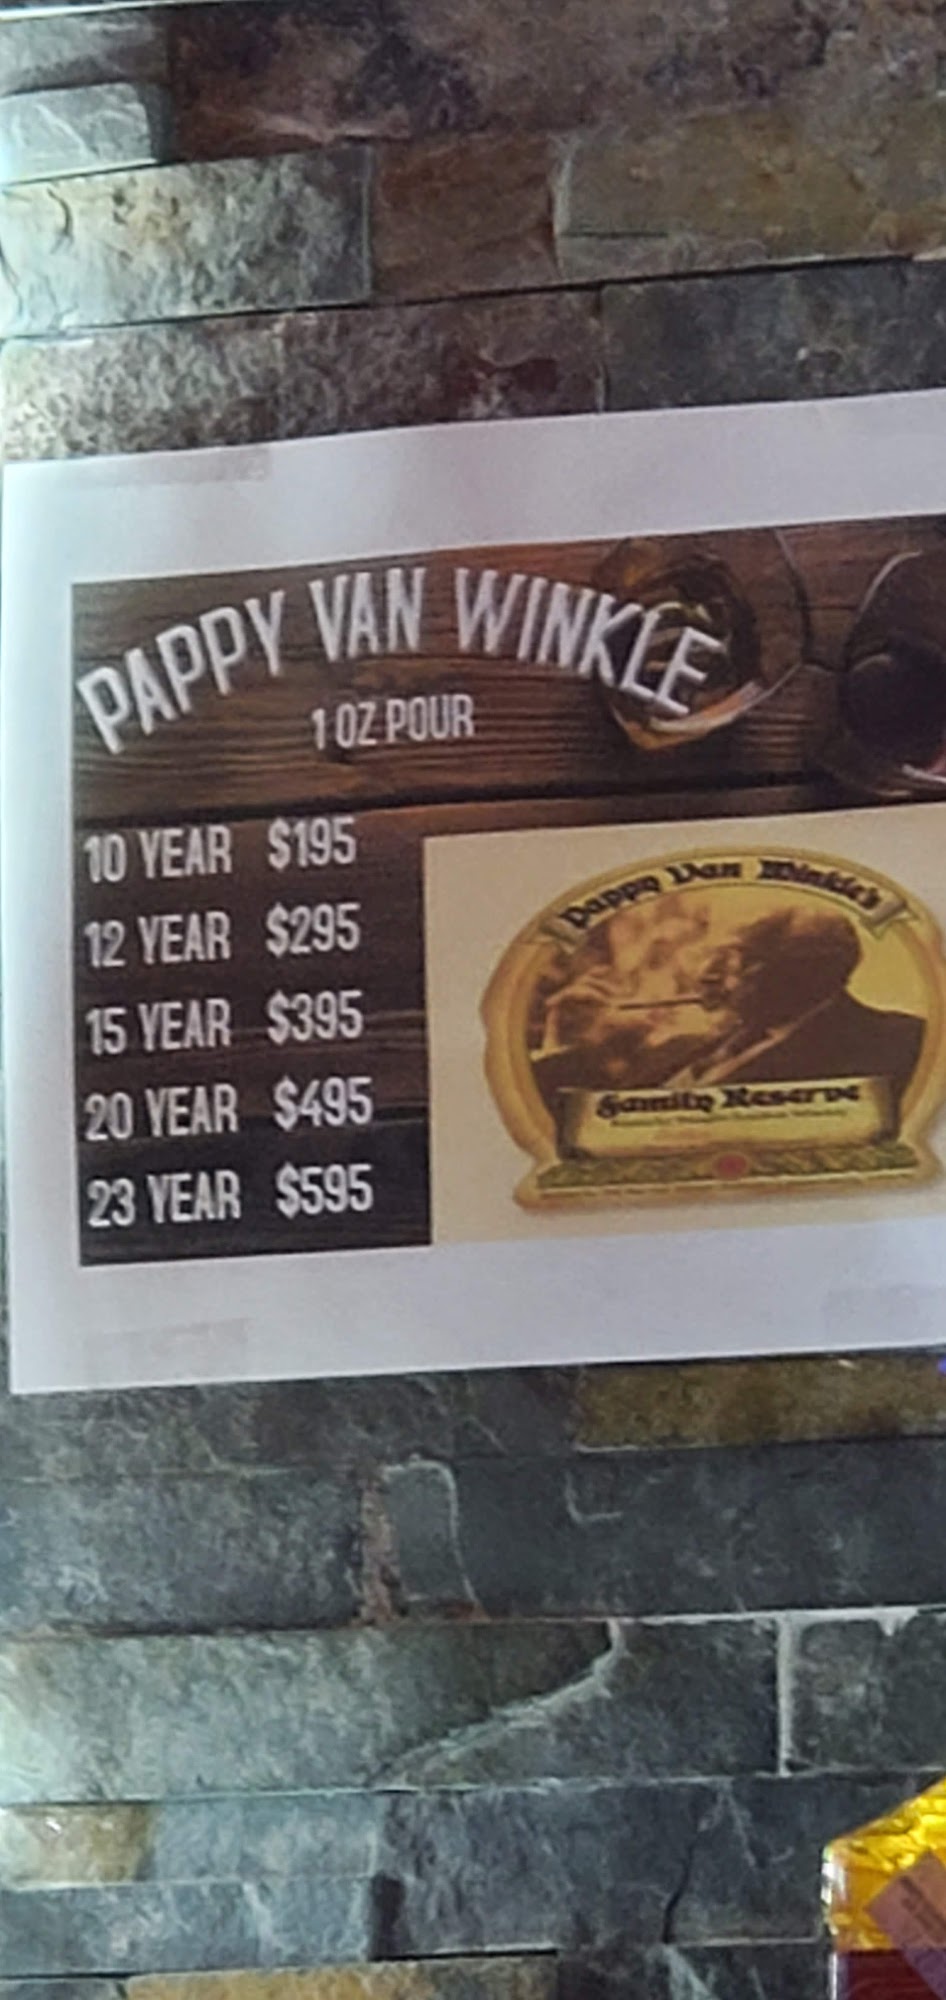 PAPPY VAN WINKLE
1 OZ POUR
10 YEAR $195
12 YEAR $295
15 YEAR $395
20 YEAR $495
23 YEAR $595
Pappy Van Winkle's
Family Reserve